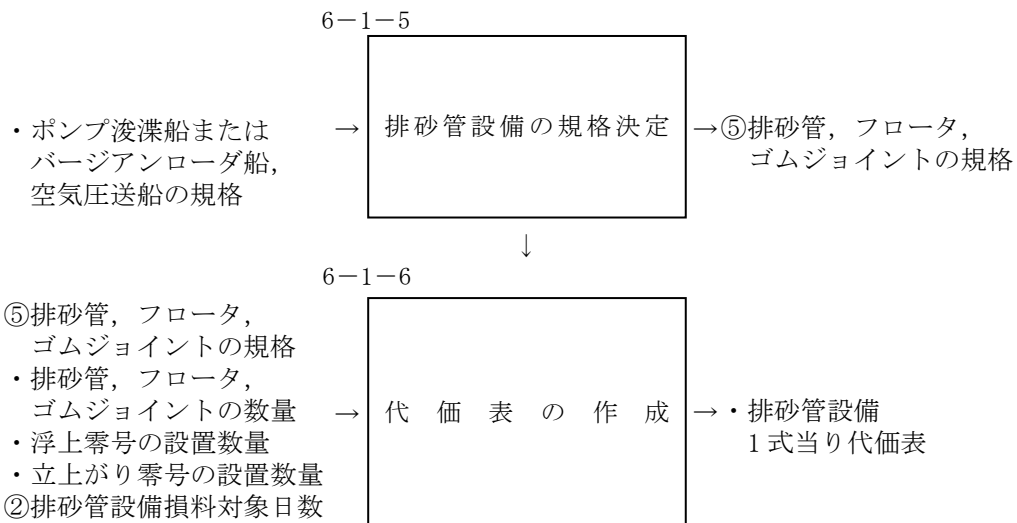 6－1－5
・ポンプ浚渫船または
バージアンローダ船，
空気圧送船の規格
→
排砂管設備の規格決定
→⑤排砂管，フロータ，
ゴムジョイントの規格
↓
6－1－6
⑤排砂管，フロータ，
ゴムジョイントの規格
・排砂管，フロータ，
ゴムジョイントの数量
・浮上零号の設置数量
・立上がり零号の設置数量
②排砂管設備損料対象日数
→
代価表の作成
→・排砂管設備
1式当り代価表